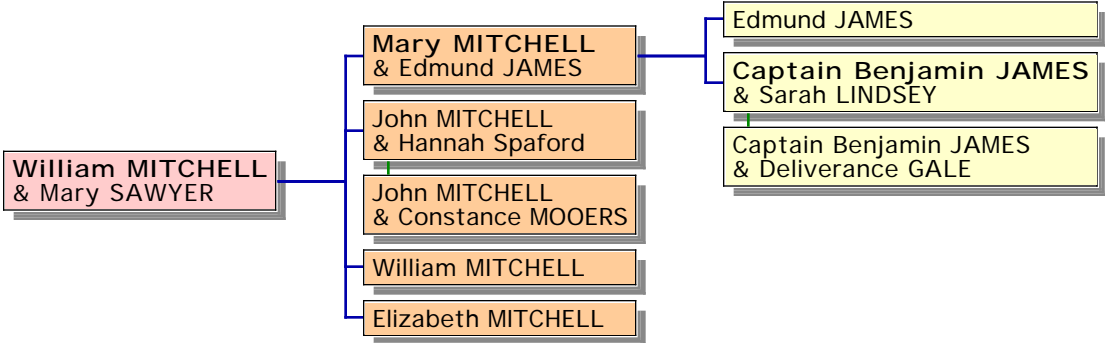 William MITCHELL
& Mary SAWYER
Mary MITCHELL
& Edmund JAMES
John MITCHELL
& Hannah Spaford
John MITCHELL
& Constance MOOERS
William MITCHELL
Elizabeth MITCHELL
Edmund JAMES
Captain Benjamin JAMES
& Sarah LINDSEY
Captain Benjamin JAMES
& Deliverance GALE